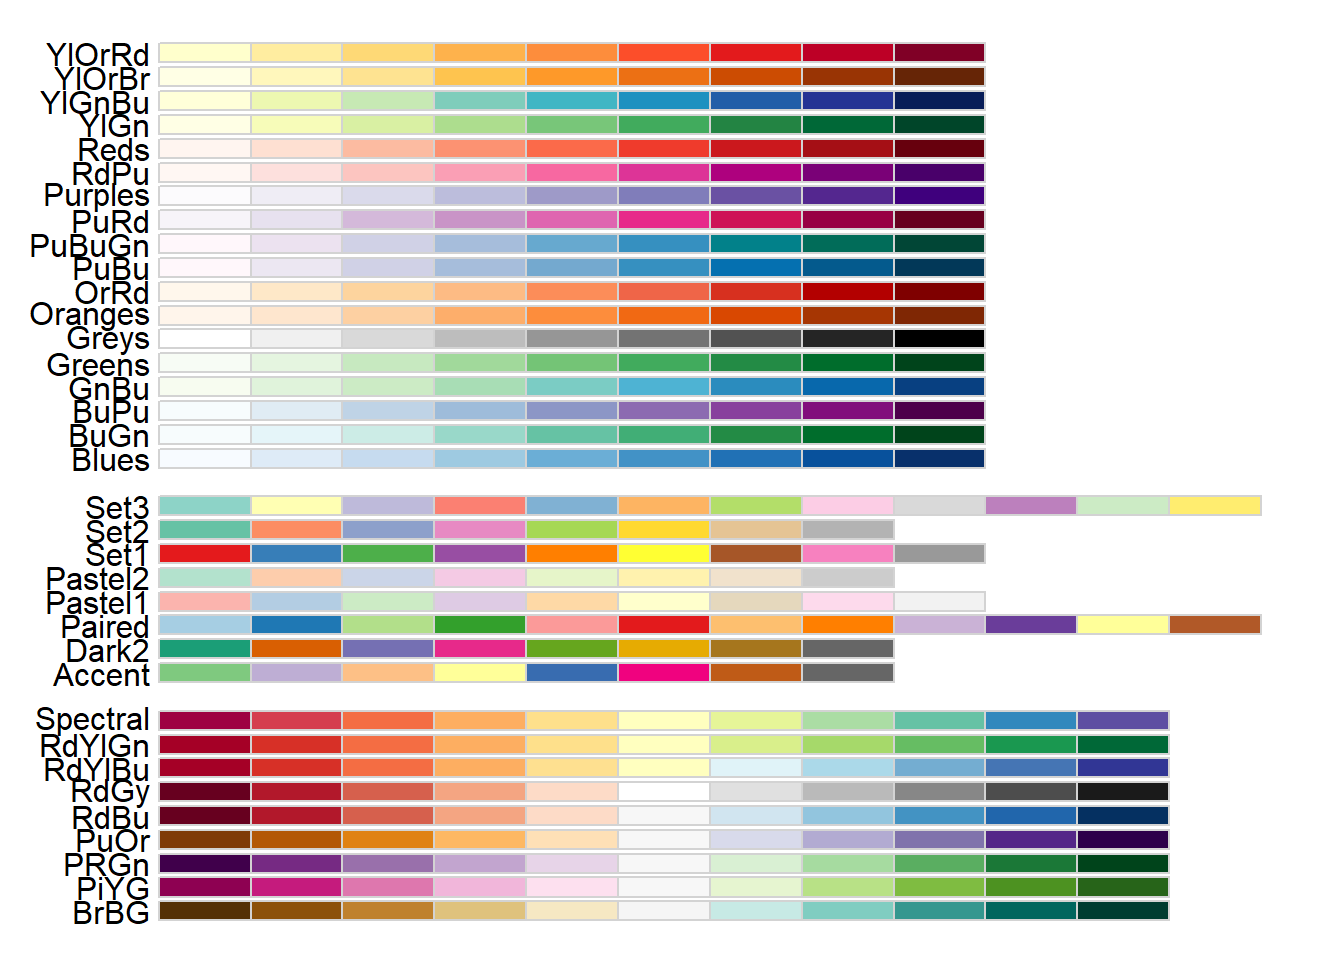 YlOrRd
YlOrBr
YlGnBu
YlGn
Reds
RdPu
Purples
PuRd
PuBuGn
PuBu
OrRd
Oranges
Greys
Greens
GnBu
BuPu
BuGn
Blues
Set3
Set2
Set1
Pastel2
Pastel1
Paired
Dark2
Accent
Spectral
RdYlGn
RdYlBu
RdGy
RdBu
PuOr
PRGn
PiYG
BrBG